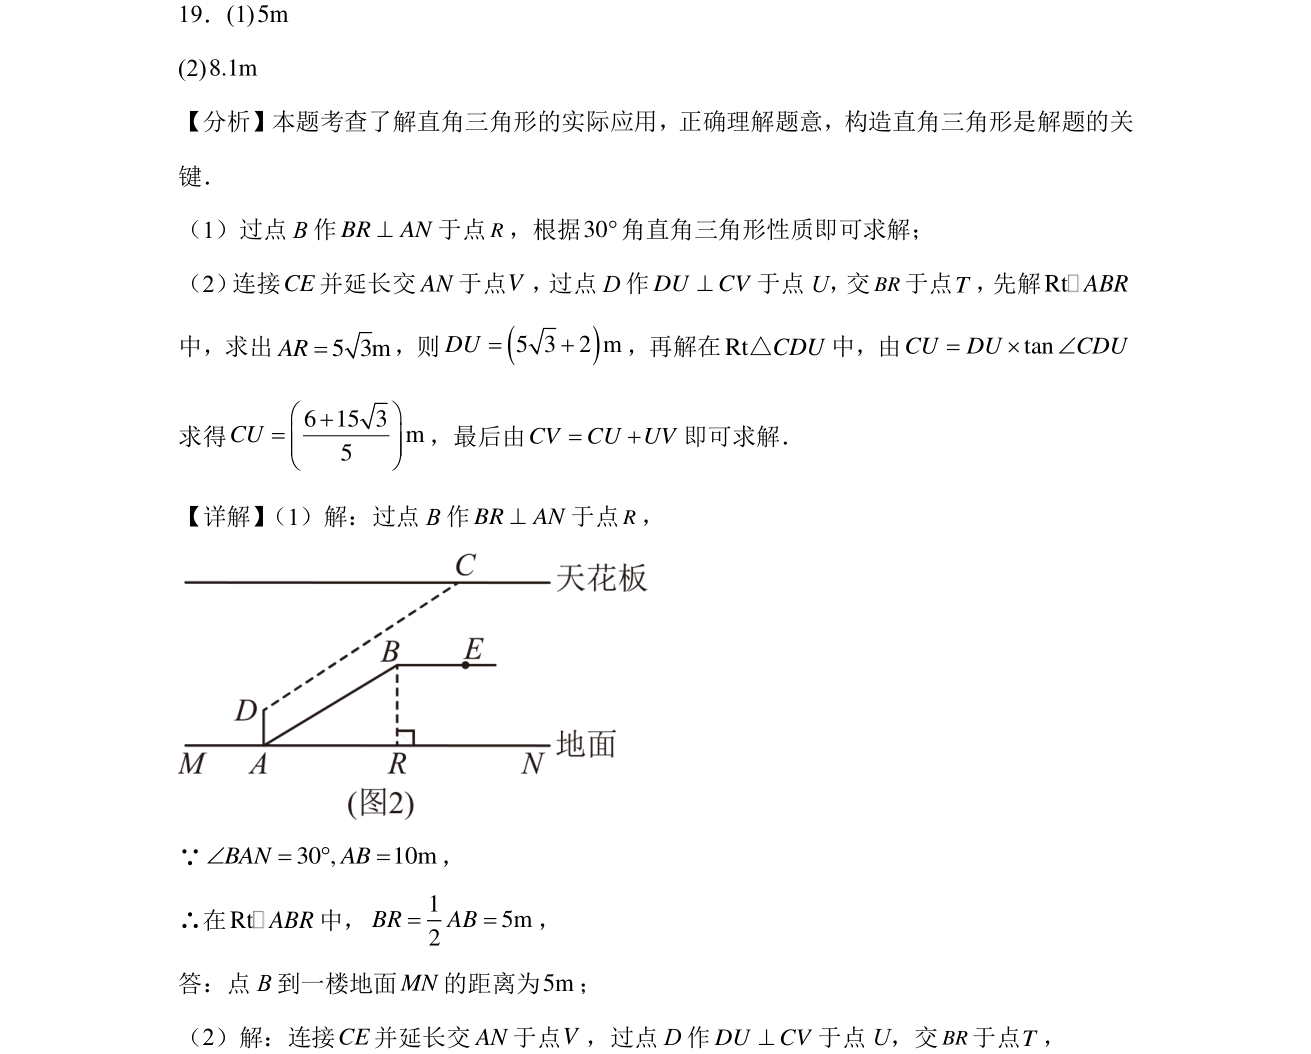 19．(1)5m
(2)8.1m
【分析】本题考查了解直角三角形的实际应用，正确理解题意，构造直角三角形是解题的关
键．
（1）过点 B 作 BR ⊥ AN 于点 R，根据30°角直角三角形性质即可求解；
（2）连接 CE 并延长交 AN 于点V，过点 D 作 DU ⊥ CV 于点 U，交 BR 于点T，先解 Rt□ ABR
中，求出 AR = 5√3m，则 DU = (5√3 + 2)m，再解在 Rt△CDU 中，由 CU = DU × tan ∠CDU
求得 CU = ((6+15√3)/5)m，最后由 CV = CU + UV 即可求解．
【详解】（1）解：过点 B 作 BR ⊥ AN 于点 R，
C
天花板
B E
D
地面
M A R N
(图2)
∵ ∠BAN = 30°, AB = 10m，
∴在 Rt□ ABR 中， BR = 1/2 AB = 5m，
答：点 B 到一楼地面 MN 的距离为5m；
（2）解：连接 CE 并延长交 AN 于点V，过点 D 作 DU ⊥ CV 于点 U，交 BR 于点T，